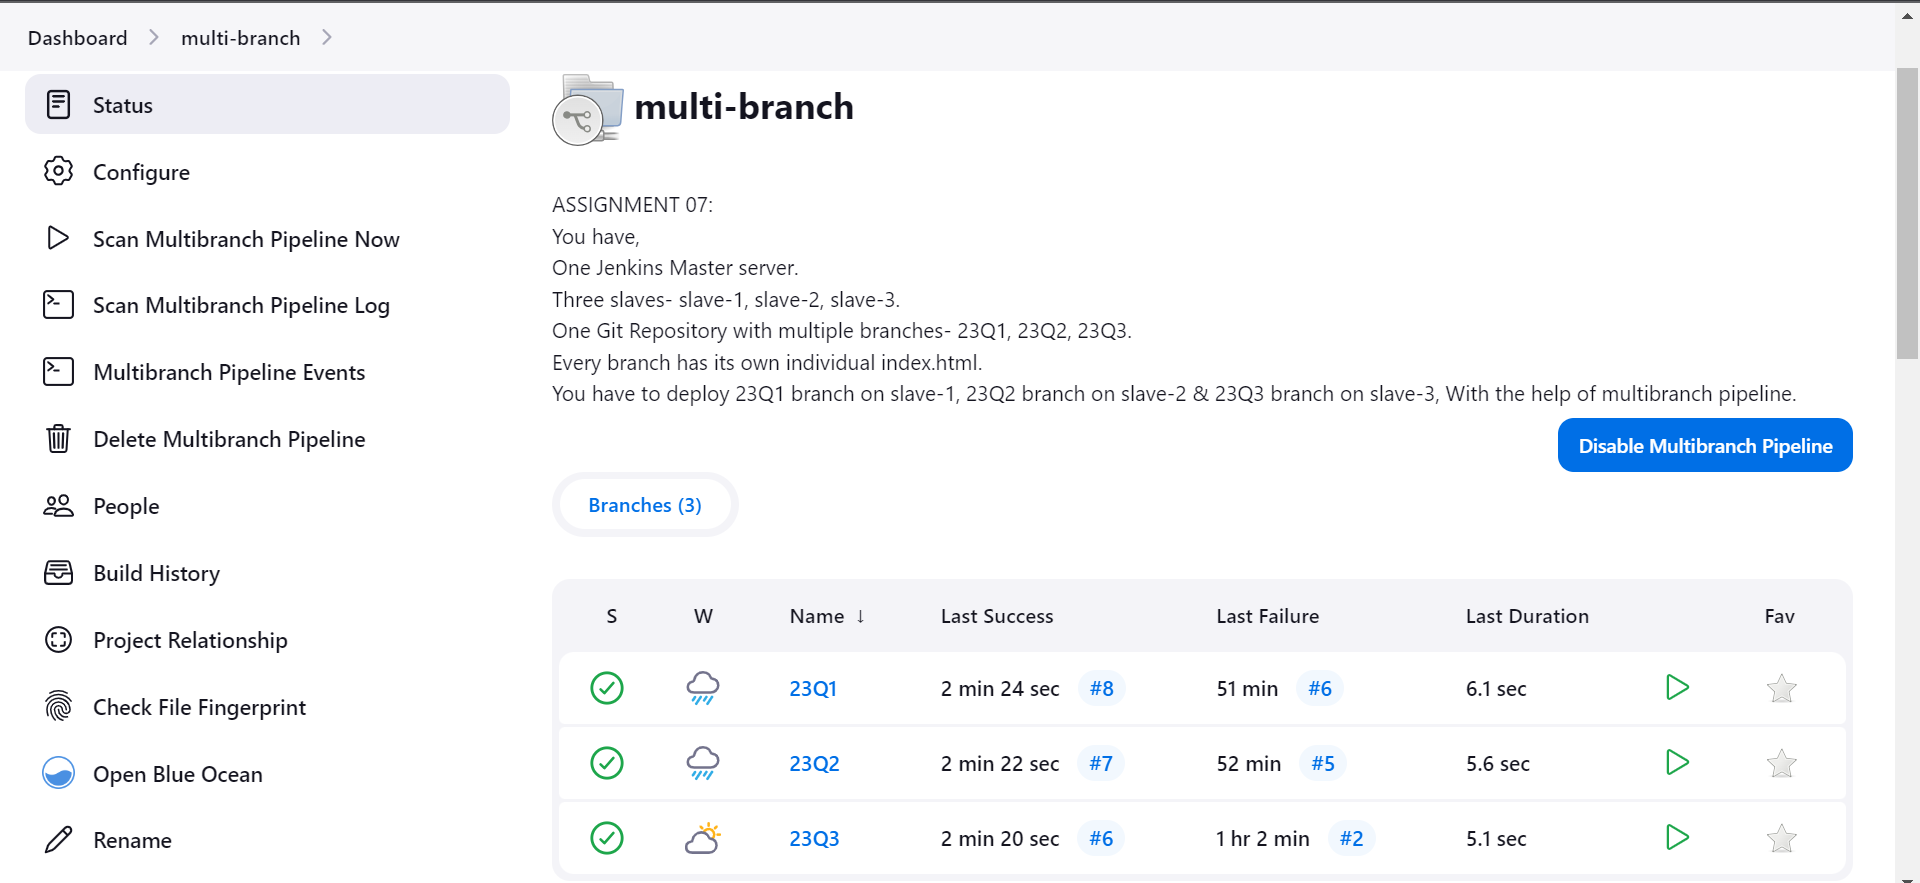 Dashboard > multi-branch >
Status
Configure
Scan Multibranch Pipeline Now
Scan Multibranch Pipeline Log
Multibranch Pipeline Events
Delete Multibranch Pipeline
People
Build History
Project Relationship
Check File Fingerprint
Open Blue Ocean
Rename
multi-branch
ASSIGNMENT 07:
You have,
One Jenkins Master server.
Three slaves- slave-1, slave-2, slave-3.
One Git Repository with multiple branches- 23Q1, 23Q2, 23Q3.
Every branch has its own individual index.html.
You have to deploy 23Q1 branch on slave-1, 23Q2 branch on slave-2 & 23Q3 branch on slave-3, With the help of multibranch pipeline.
Disable Multibranch Pipeline
Branches (3)
S W Name ↓ Last Success Last Failure Last Duration Fav
23Q1 2 min 24 sec #8 51 min #6 6.1 sec
23Q2 2 min 22 sec #7 52 min #5 5.6 sec
23Q3 2 min 20 sec #6 1 hr 2 min #2 5.1 sec